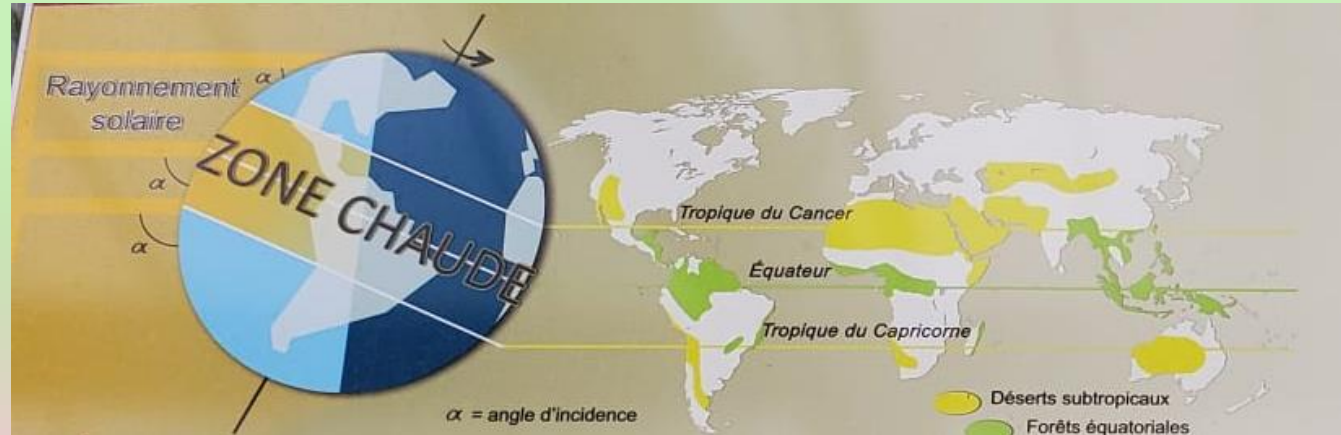 Rayonnement
solaire
α
α
α
ZONE CHAUDE
α = angle d'incidence
Tropique du Cancer
Équateur
Tropique du Capricorne
Déserts subtropicaux
Forêts équatoriales